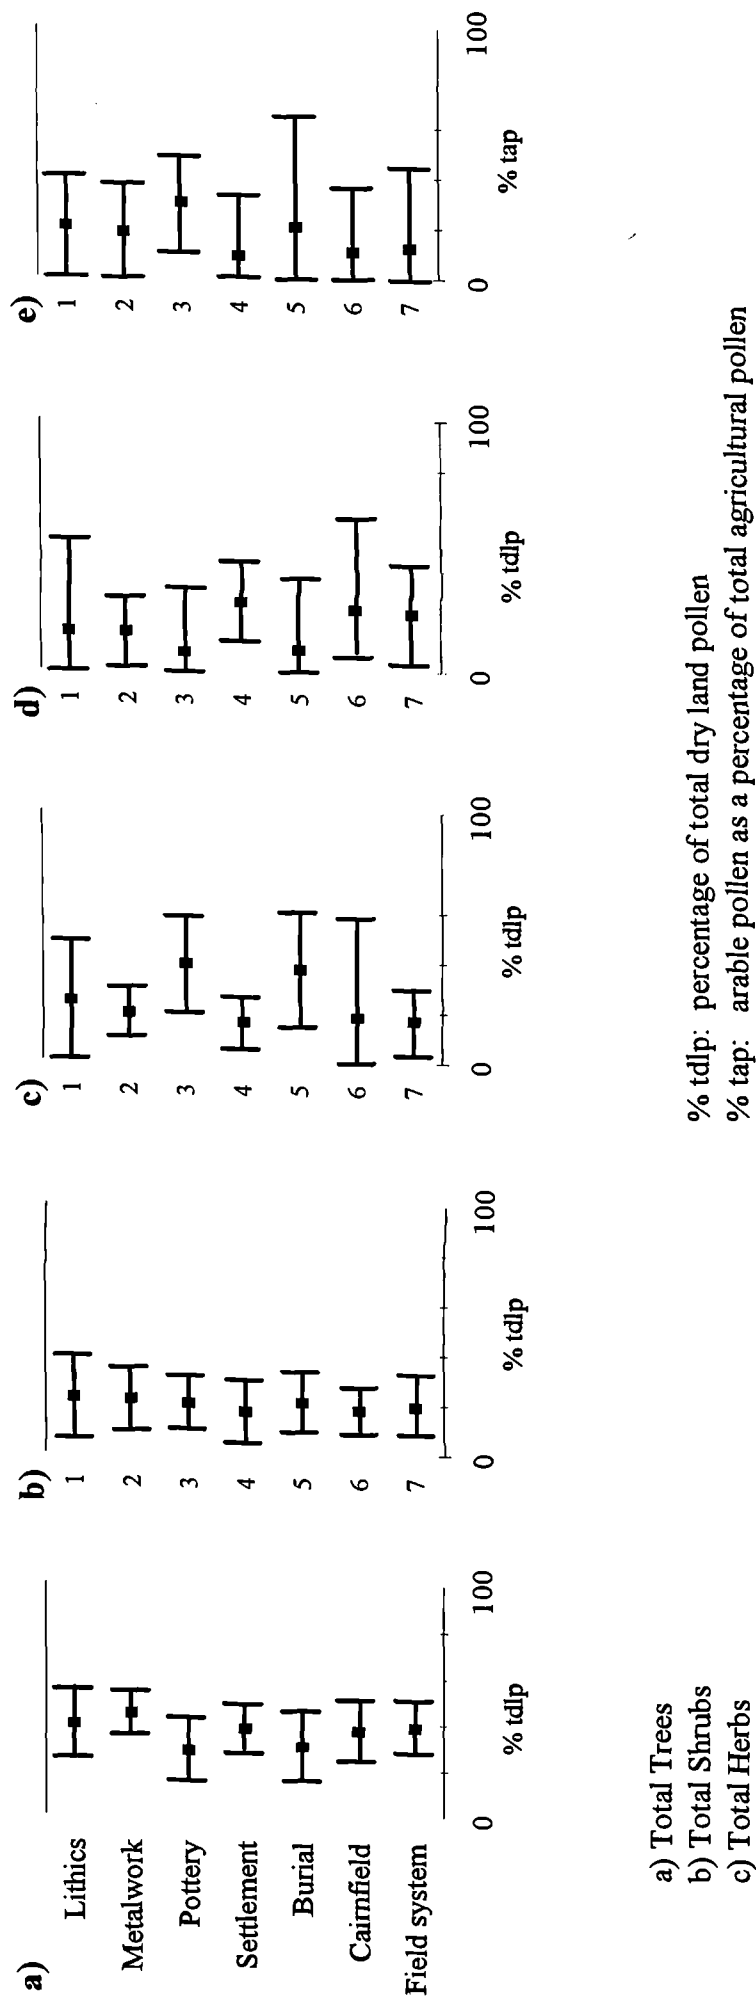 a)
Lithics
Metalwork
Pottery
Settlement
Burial
Cairnfield
Field system
0
100
% tdlp
b)
1
2
3
4
5
6
7
0
100
% tdlp
c)
1
2
3
4
5
6
7
0
100
% tdlp
d)
1
2
3
4
5
6
7
0
100
% tdlp
e)
1
2
3
4
5
6
7
0
100
% tap
a) Total Trees
b) Total Shrubs
c) Total Herbs
% tdlp: percentage of total dry land pollen
% tap: arable pollen as a percentage of total agricultural pollen